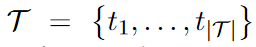 𝒯 = {t₁, . . . , t|𝒯|}